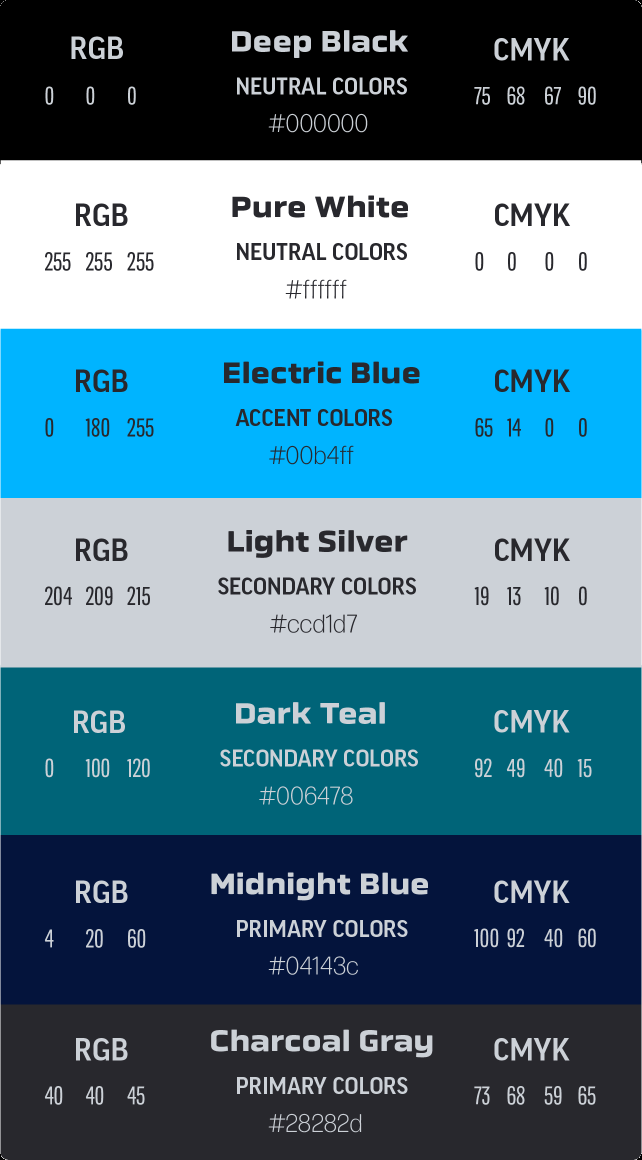 RGB Deep Black CMYK
NEUTRAL COLORS
0 0 0 75 68 67 90
#000000
RGB Pure White CMYK
NEUTRAL COLORS
255 255 255 0 0 0 0
#ffffff
RGB Electric Blue CMYK
ACCENT COLORS
0 180 255 65 14 0 0
#00b4ff
RGB Light Silver CMYK
SECONDARY COLORS
204 209 215 19 13 10 0
#ccd1d7
RGB Dark Teal CMYK
SECONDARY COLORS
0 100 120 92 49 40 15
#006478
RGB Midnight Blue CMYK
PRIMARY COLORS
4 20 60 100 92 40 60
#04143c
RGB Charcoal Gray CMYK
PRIMARY COLORS
40 40 45 73 68 59 65
#28282d